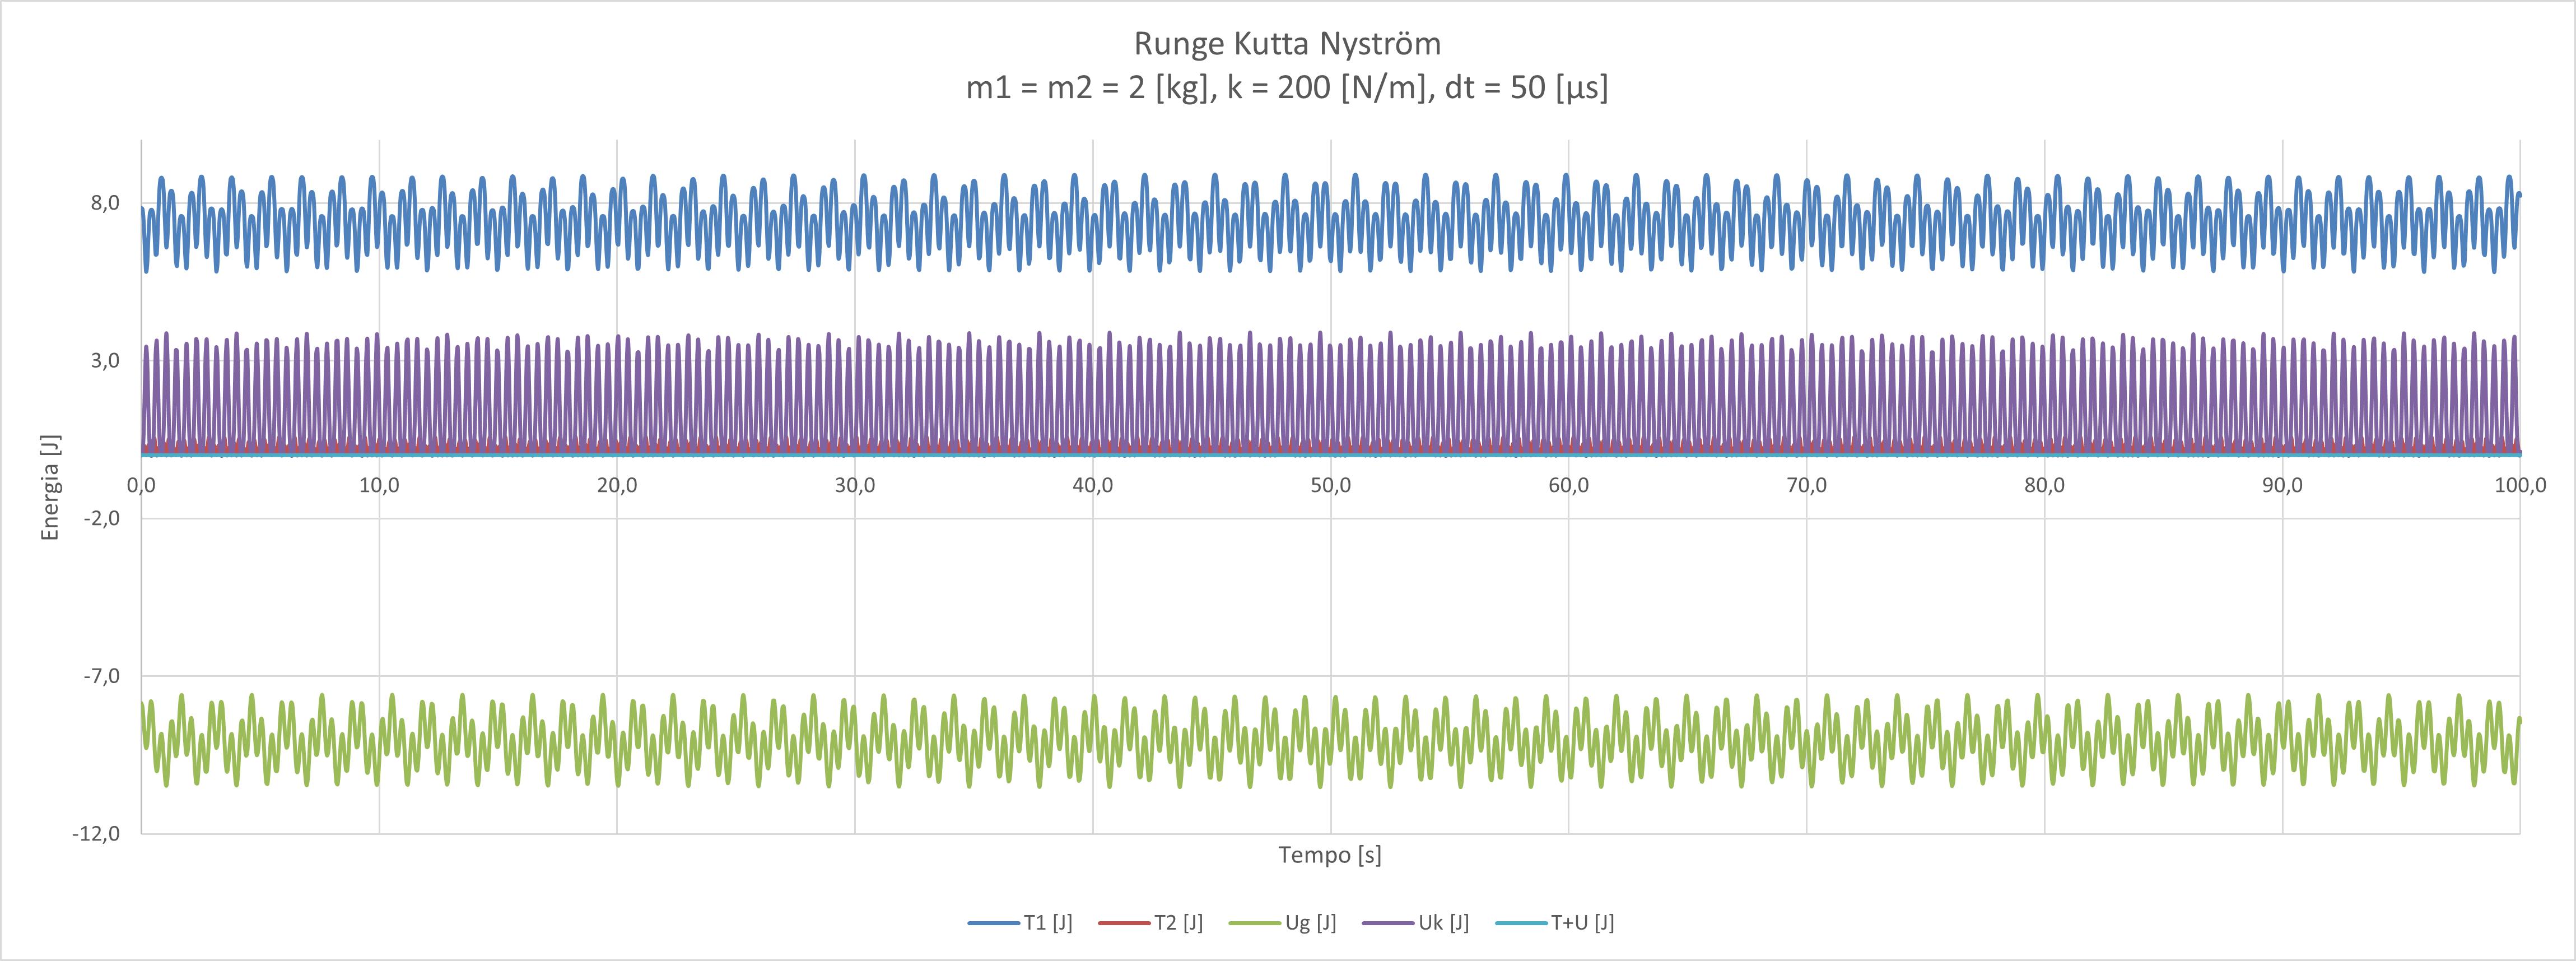 Runge Kutta Nyström
m1 = m2 = 2 [kg], k = 200 [N/m], dt = 50 [µs]
8,0
3,0
Energia [J]
0,0 10,0 20,0 30,0 40,0 50,0 60,0 70,0 80,0 90,0 100,0
-2,0
-7,0
-12,0
Tempo [s]
T1 [J] T2 [J] Ug [J] Uk [J] T+U [J]